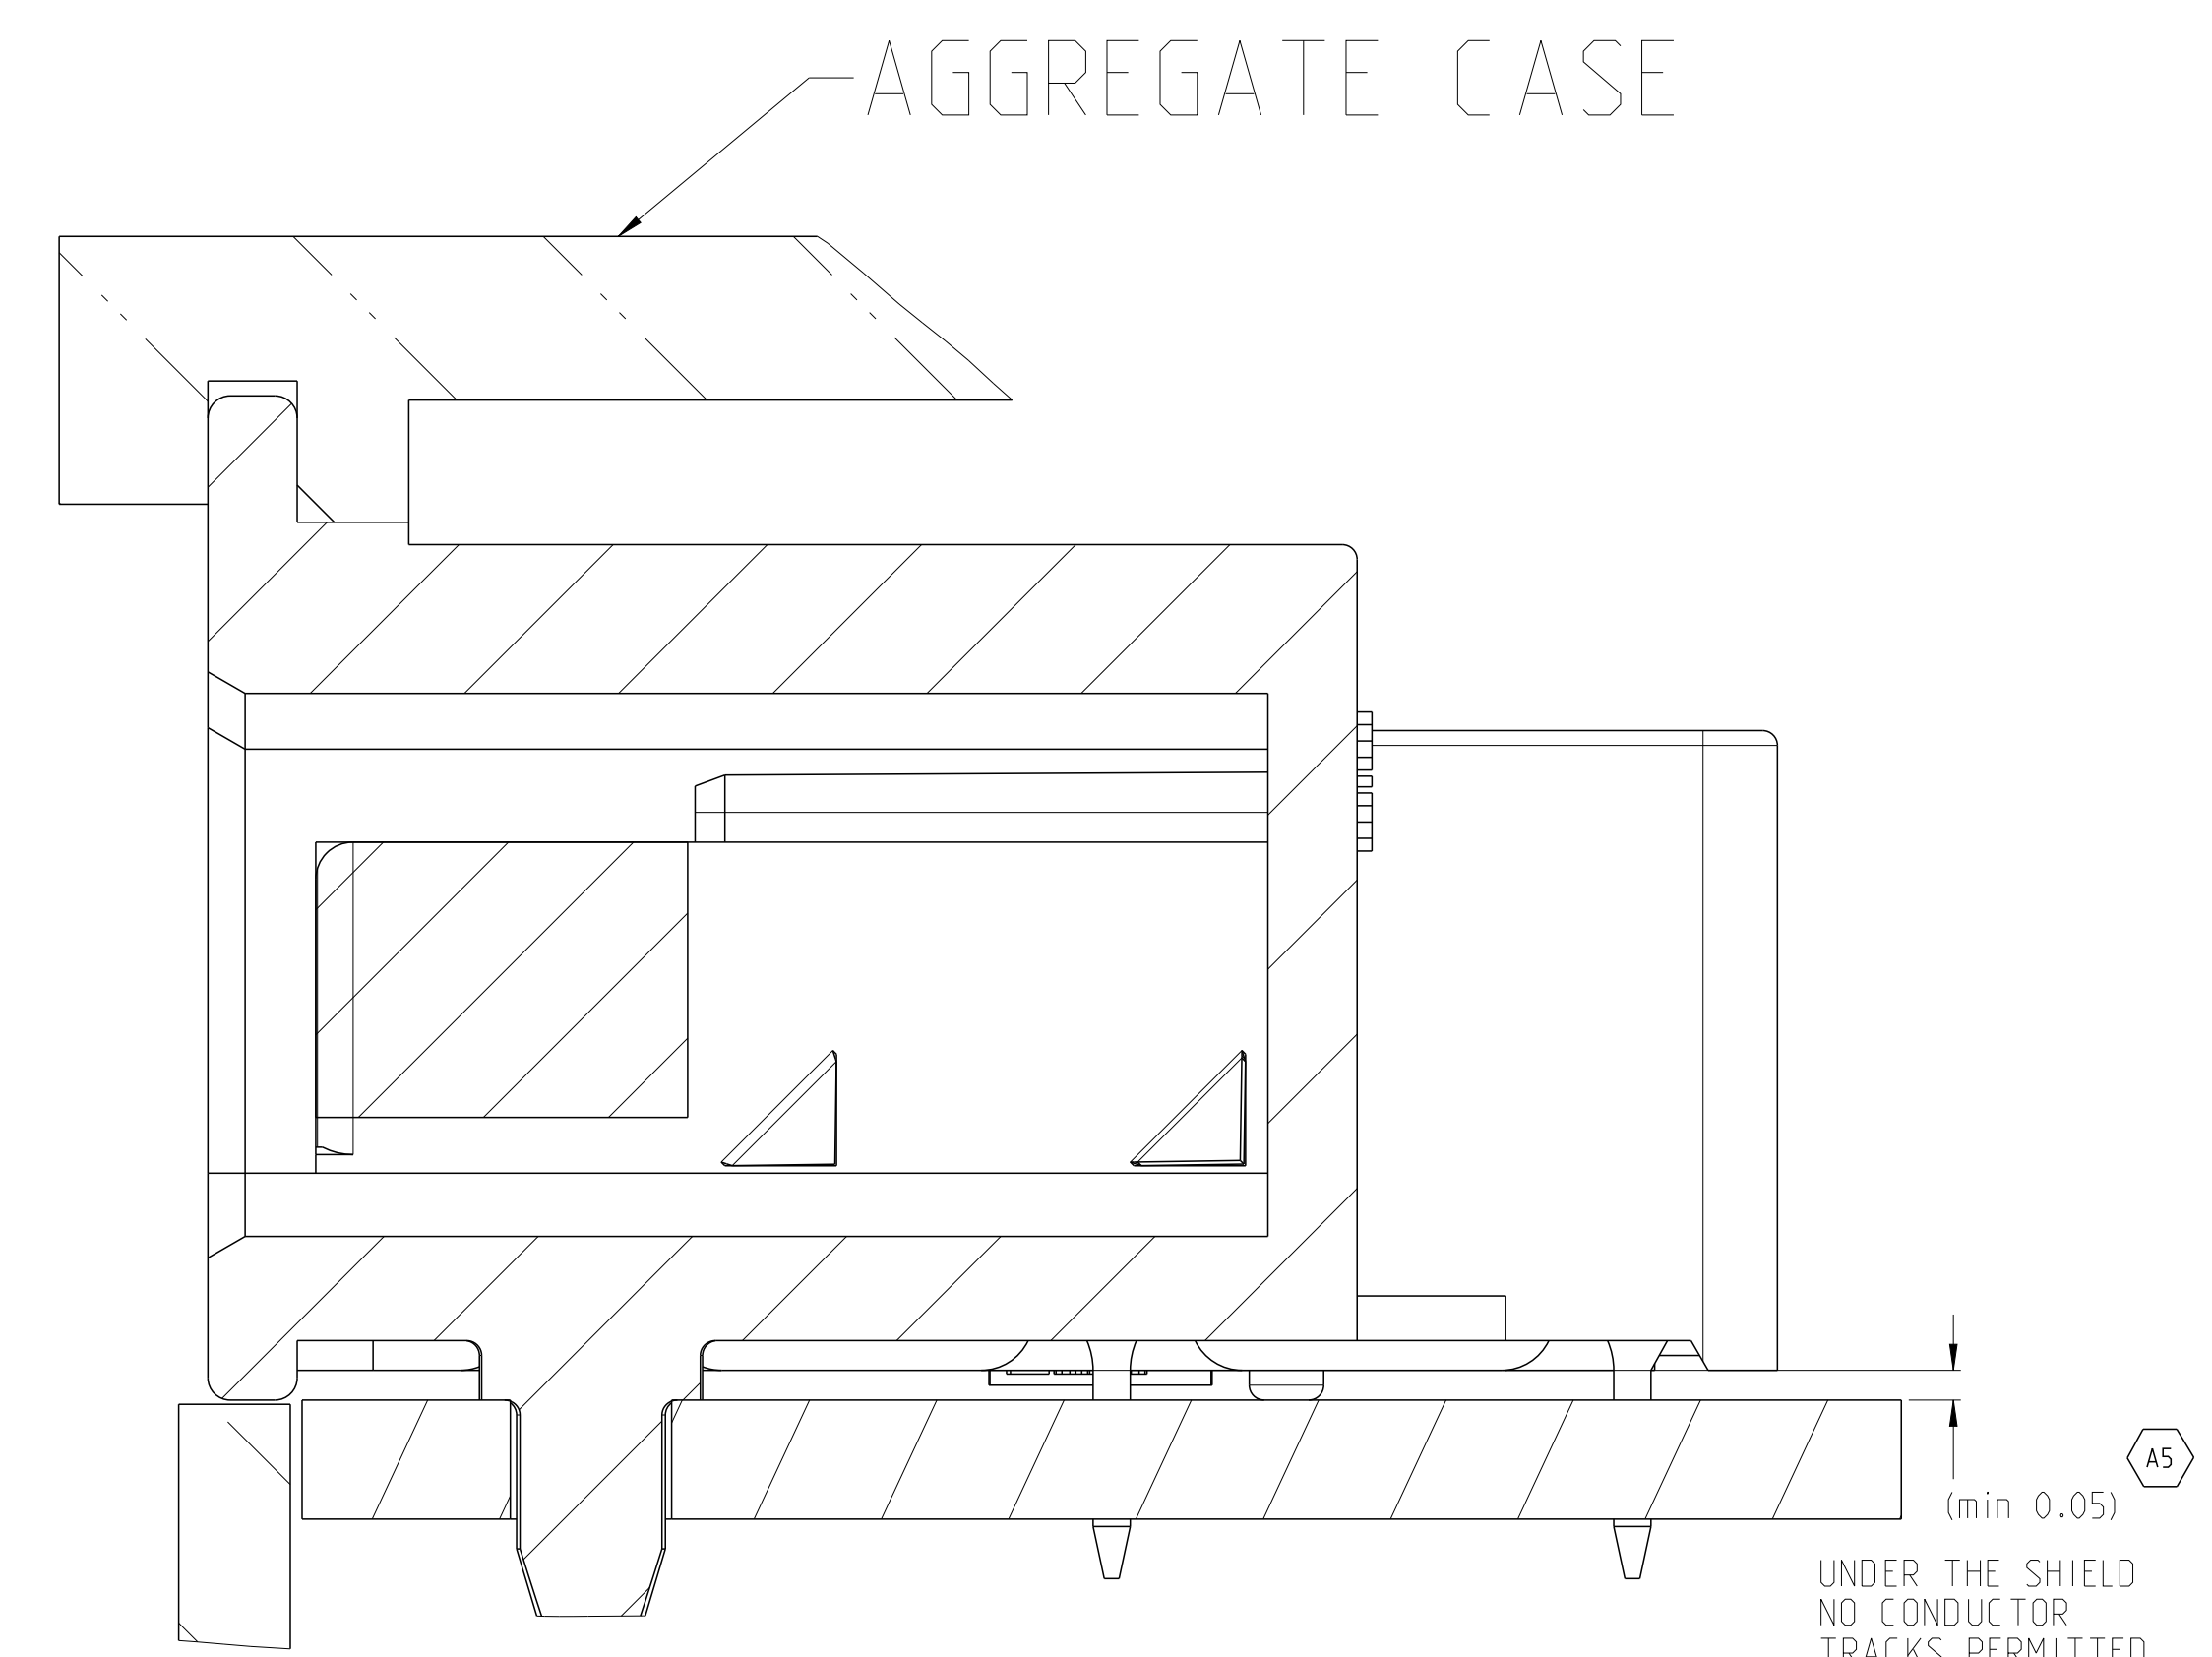 AGGREGATE CASE
A5
(min 0.05)
UNDER THE SHIELD
NO CONDUCTOR
TRACKS PERMITTED